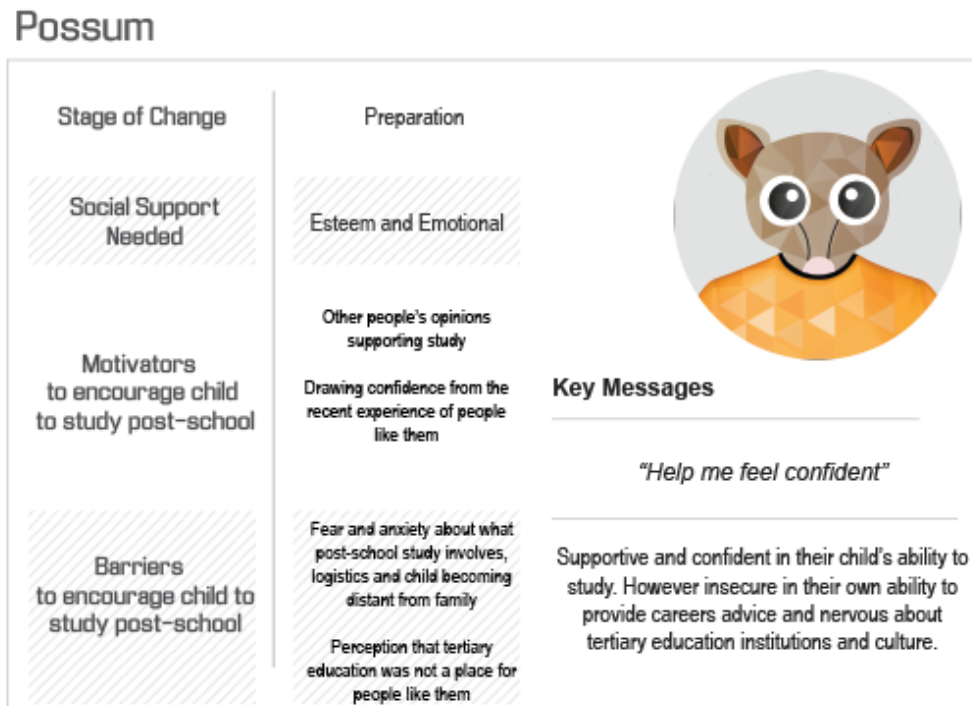 Possum
Stage of Change
Preparation
Social Support
Needed
Esteem and Emotional
Motivators
to encourage child
to study post-school
Other people's opinions
supporting study
Drawing confidence from the
recent experience of people
like them
Barriers
to encourage child to
study post-school
Fear and anxiety about what
post-school study involves,
logistics and child becoming
distant from family
Perception that tertiary
education was not a place for
people like them
Key Messages
“Help me feel confident”
Supportive and confident in their child's ability to
study. However insecure in their own ability to
provide careers advice and nervous about
tertiary education institutions and culture.